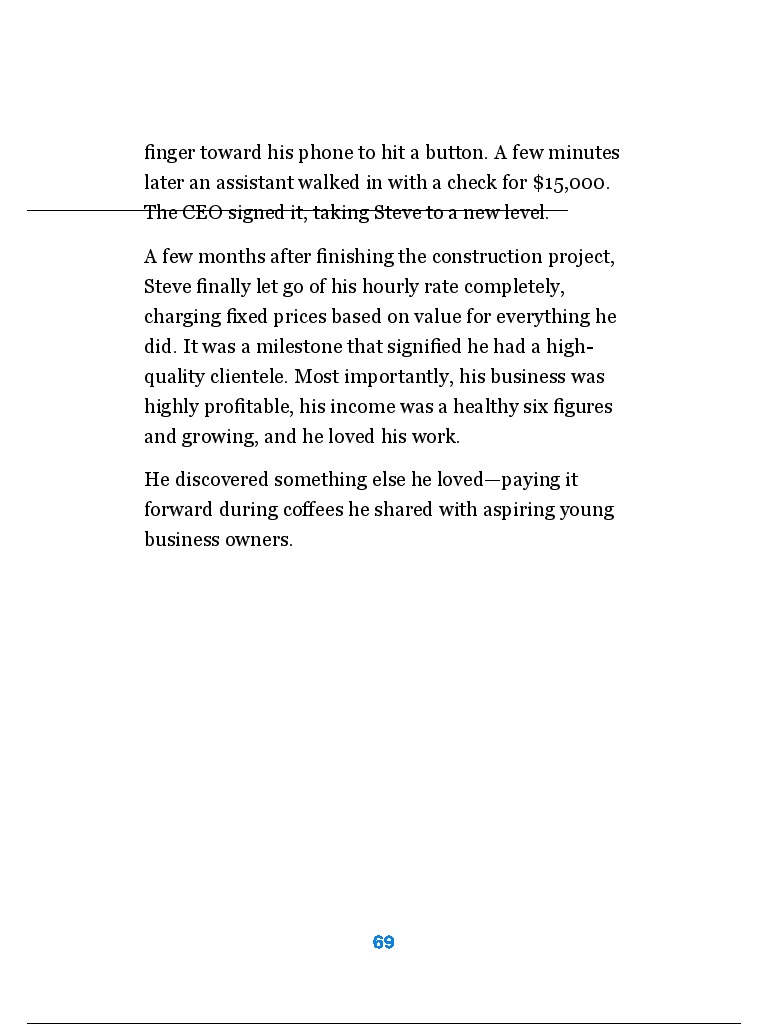 finger toward his phone to hit a button. A few minutes
later an assistant walked in with a check for $15,000.
The CEO signed it, taking Steve to a new level.
A few months after finishing the construction project,
Steve finally let go of his hourly rate completely,
charging fixed prices based on value for everything he
did. It was a milestone that signified he had a high-
quality clientele. Most importantly, his business was
highly profitable, his income was a healthy six figures
and growing, and he loved his work.
He discovered something else he loved—paying it
forward during coffees he shared with aspiring young
business owners.
69